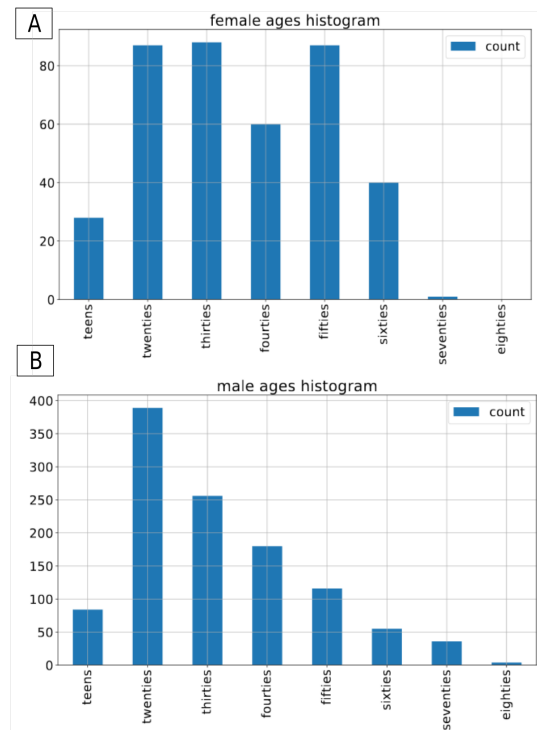 A
female ages histogram
count
80
60
40
20
0
teens
twenties
thirties
fourties
fifties
sixties
seventies
eighties
B
male ages histogram
count
400
350
300
250
200
150
100
50
0
teens
twenties
thirties
fourties
fifties
sixties
seventies
eighties